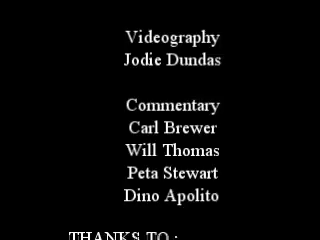 Videography
Jodie Dundas
Commentary
Carl Brewer
Will Thomas
Peta Stewart
Dino Apolito
THANKS TO :